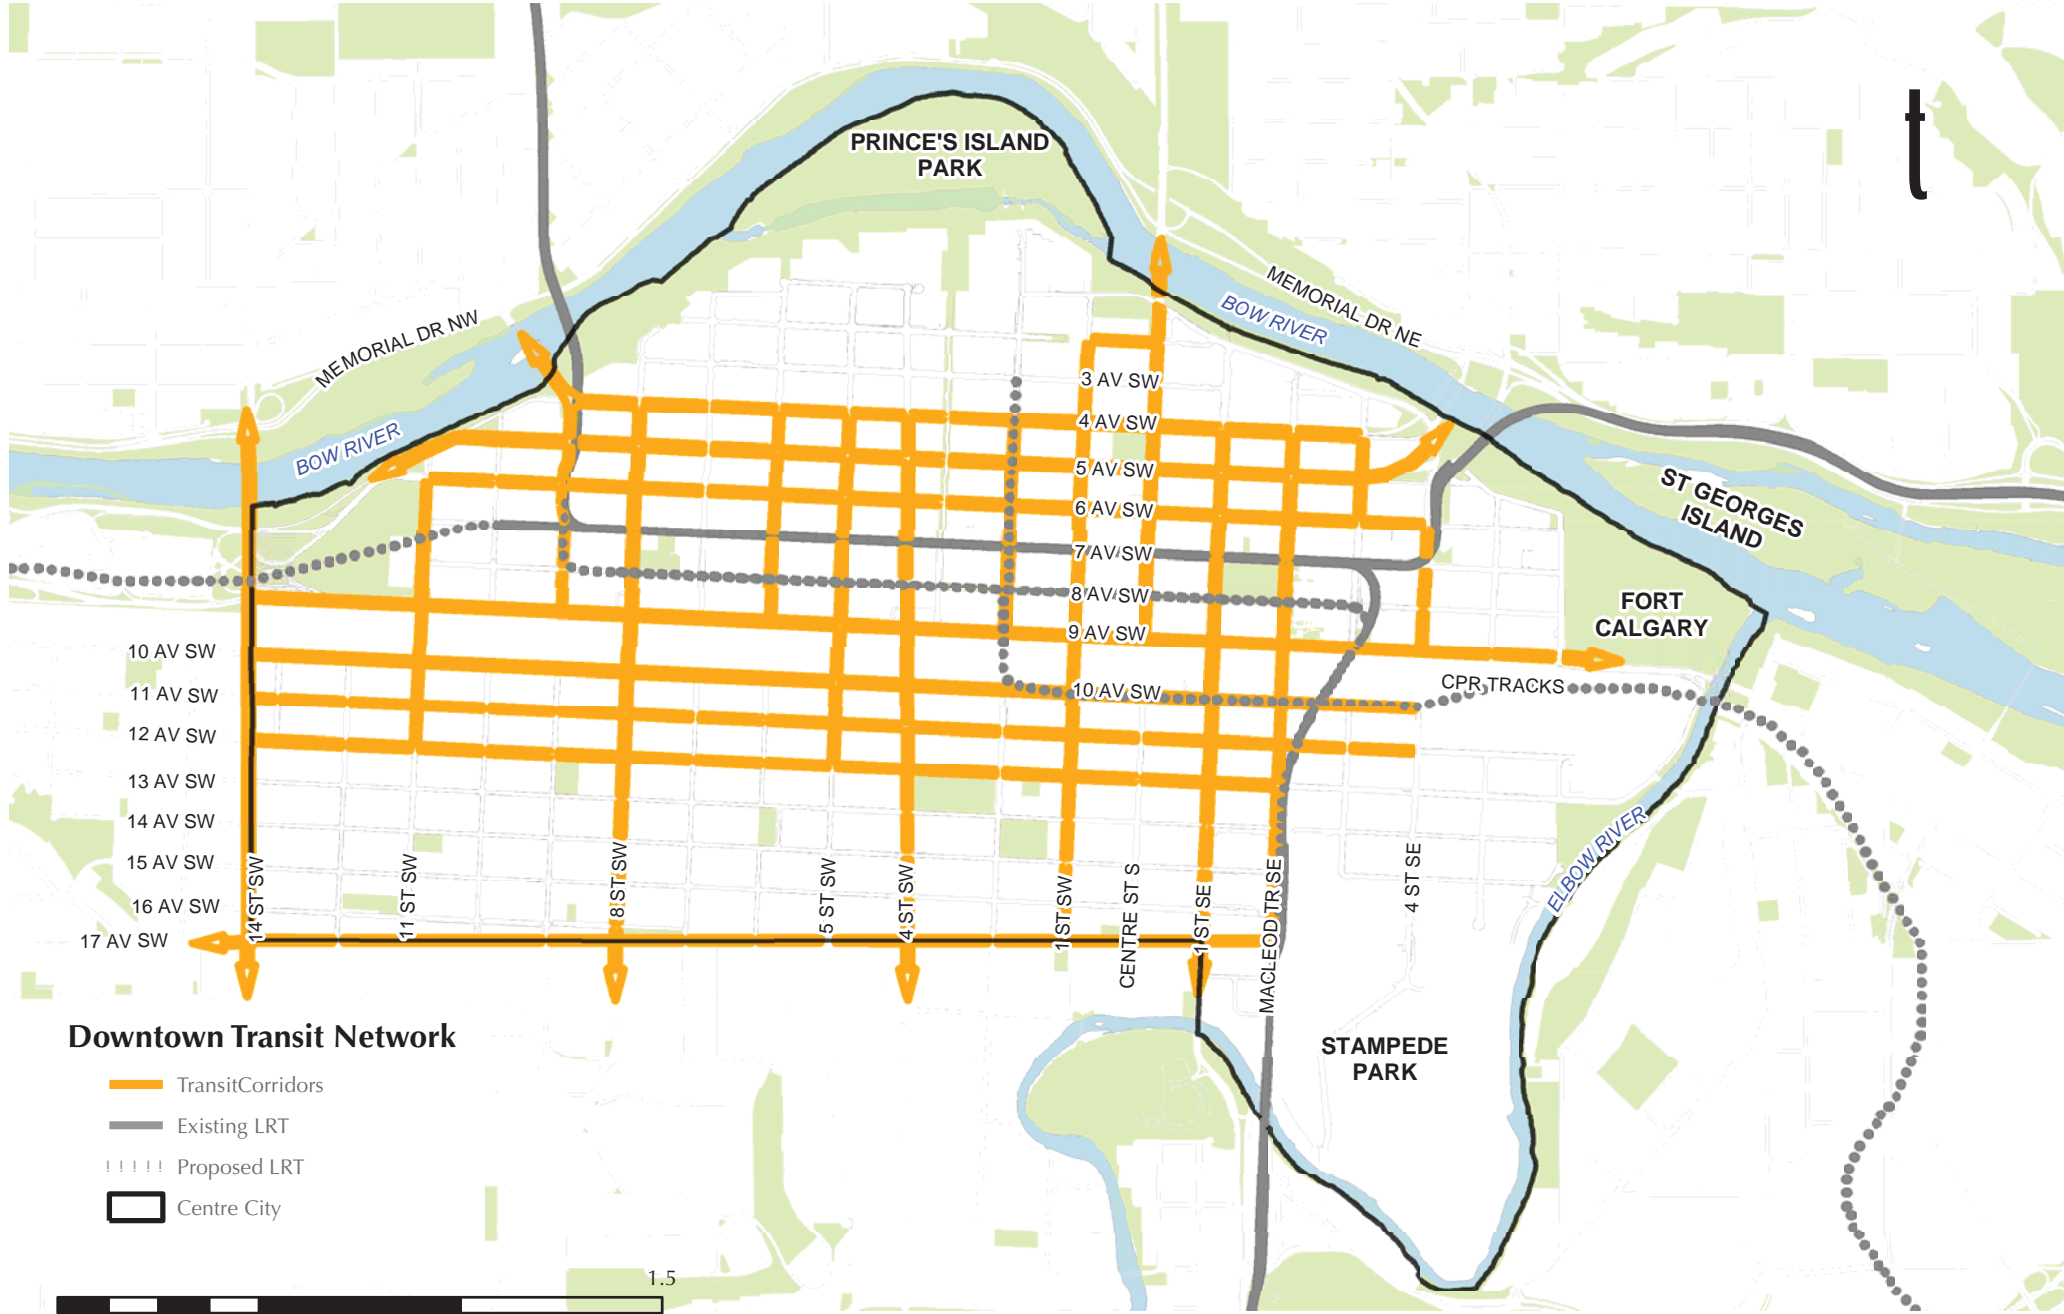 t
PRINCE'S ISLAND
PARK
MEMORIAL DR NW
MEMORIAL DR NE
BOW RIVER
BOW RIVER
3 AV SW
4 AV SW
5 AV SW
6 AV SW
7 AV SW
8 AV SW
9 AV SW
10 AV SW
ST GEORGES
ISLAND
FORT
CALGARY
CPR TRACKS
10 AV SW
11 AV SW
12 AV SW
13 AV SW
14 AV SW
15 AV SW
16 AV SW
17 AV SW
14 ST SW
11 ST SW
8 ST SW
5 ST SW
4 ST SW
1 ST SW
CENTRE ST S
1 ST SE
MACLEOD TR SE
4 ST SE
ELBOW RIVER
STAMPEDE
PARK
Downtown Transit Network
TransitCorridors
Existing LRT
Proposed LRT
Centre City
1.5